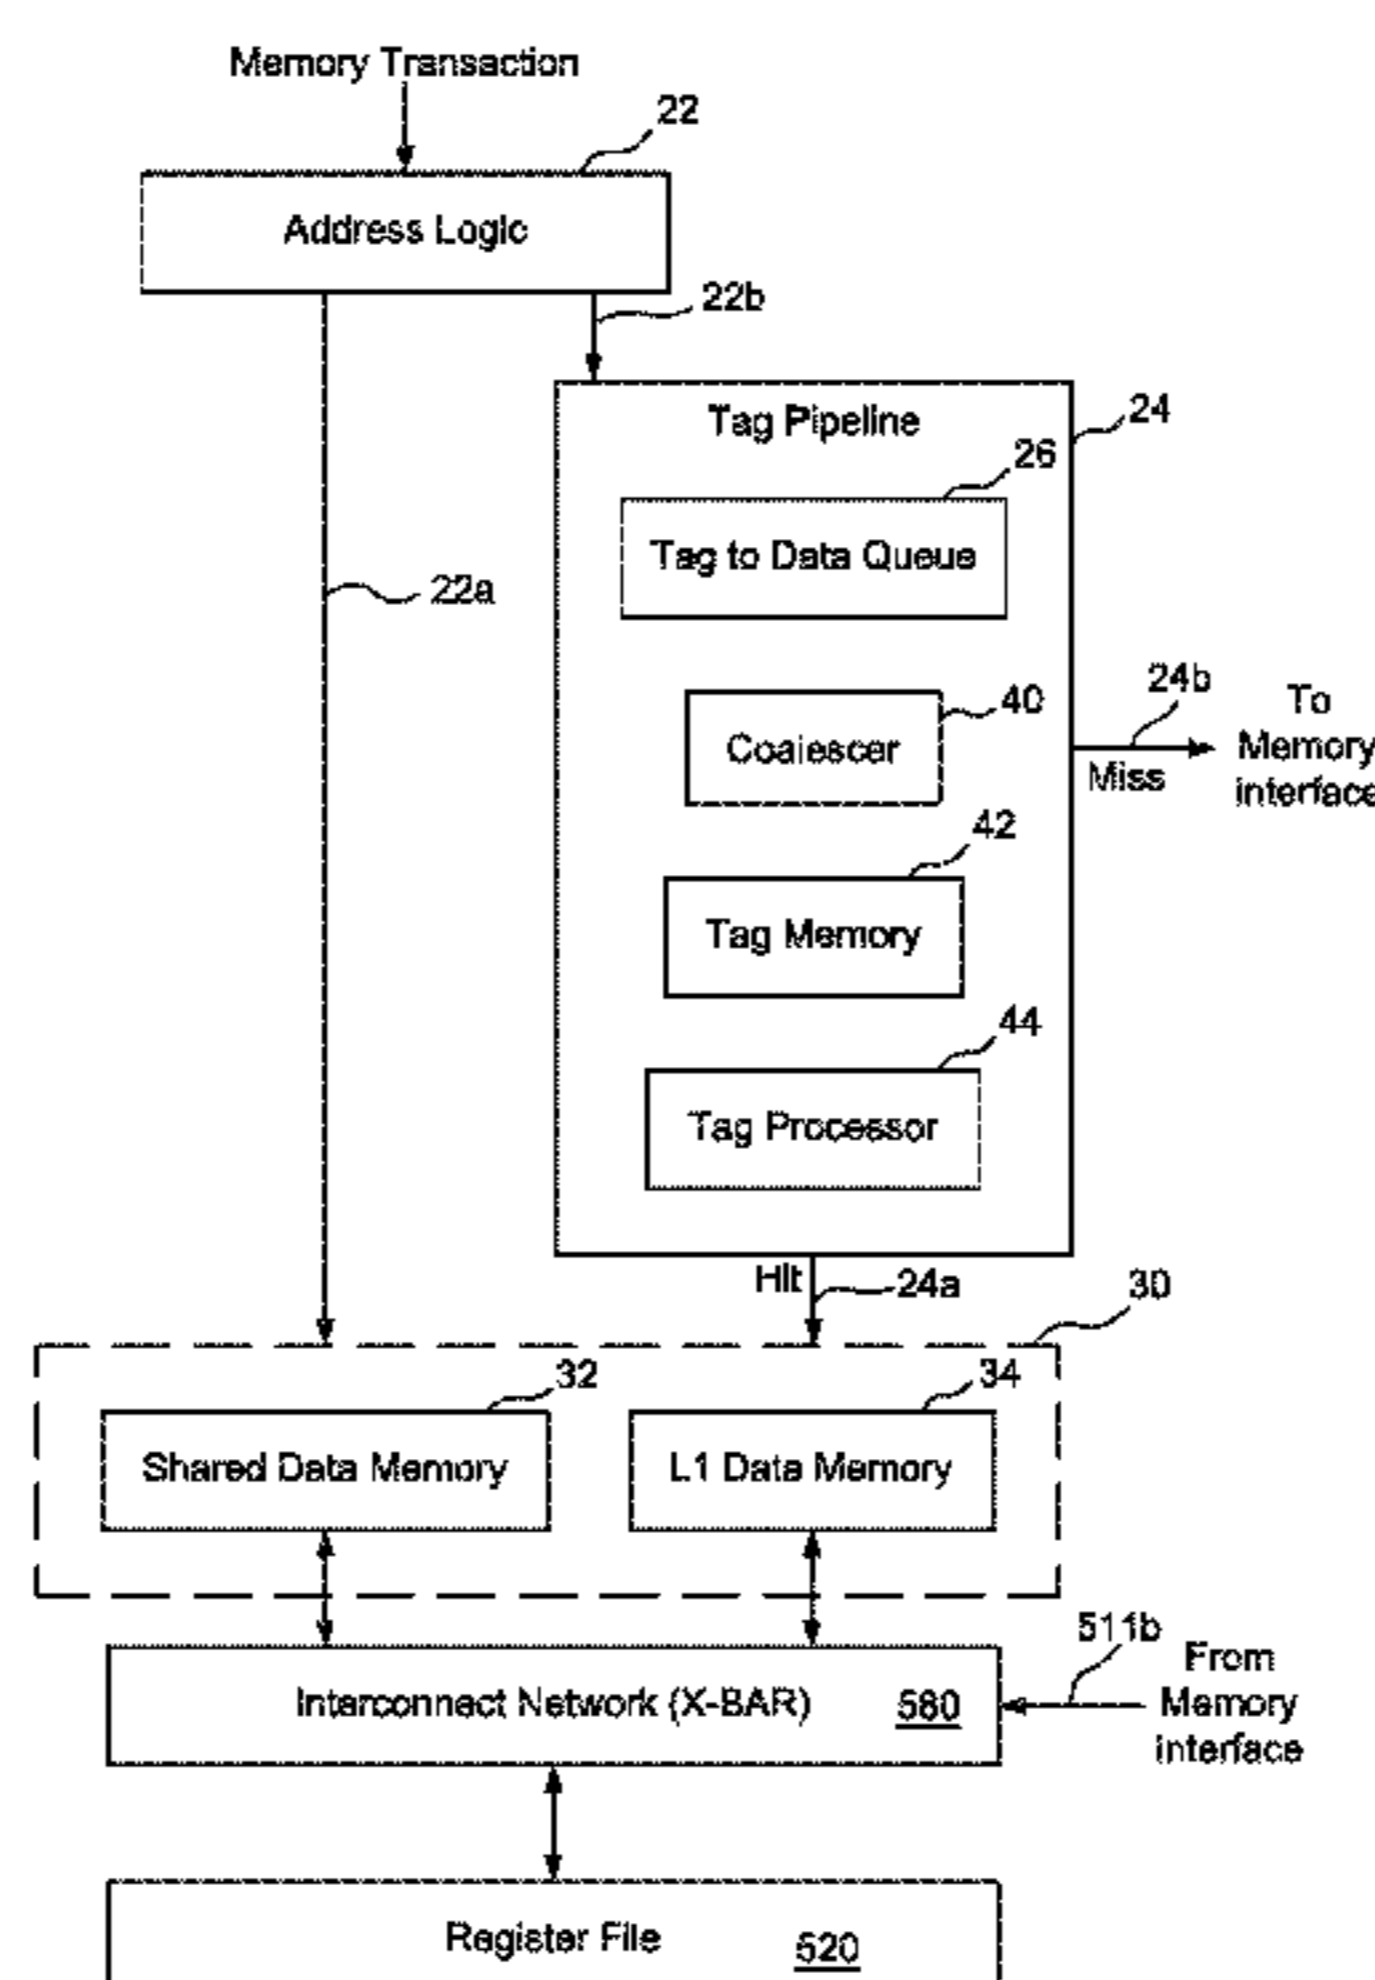 Memory Transaction
22
Address Logic
22b
Tag Pipeline
24
26
Tag to Data Queue
22a
24b
To
Memory
interface
40
Coalescer
Miss
42
Tag Memory
44
Tag Processor
Hit
24a
30
32
34
Shared Data Memory
L1 Data Memory
511b
From
Memory
interface
Interconnect Network (X-BAR) 580
Register File 520